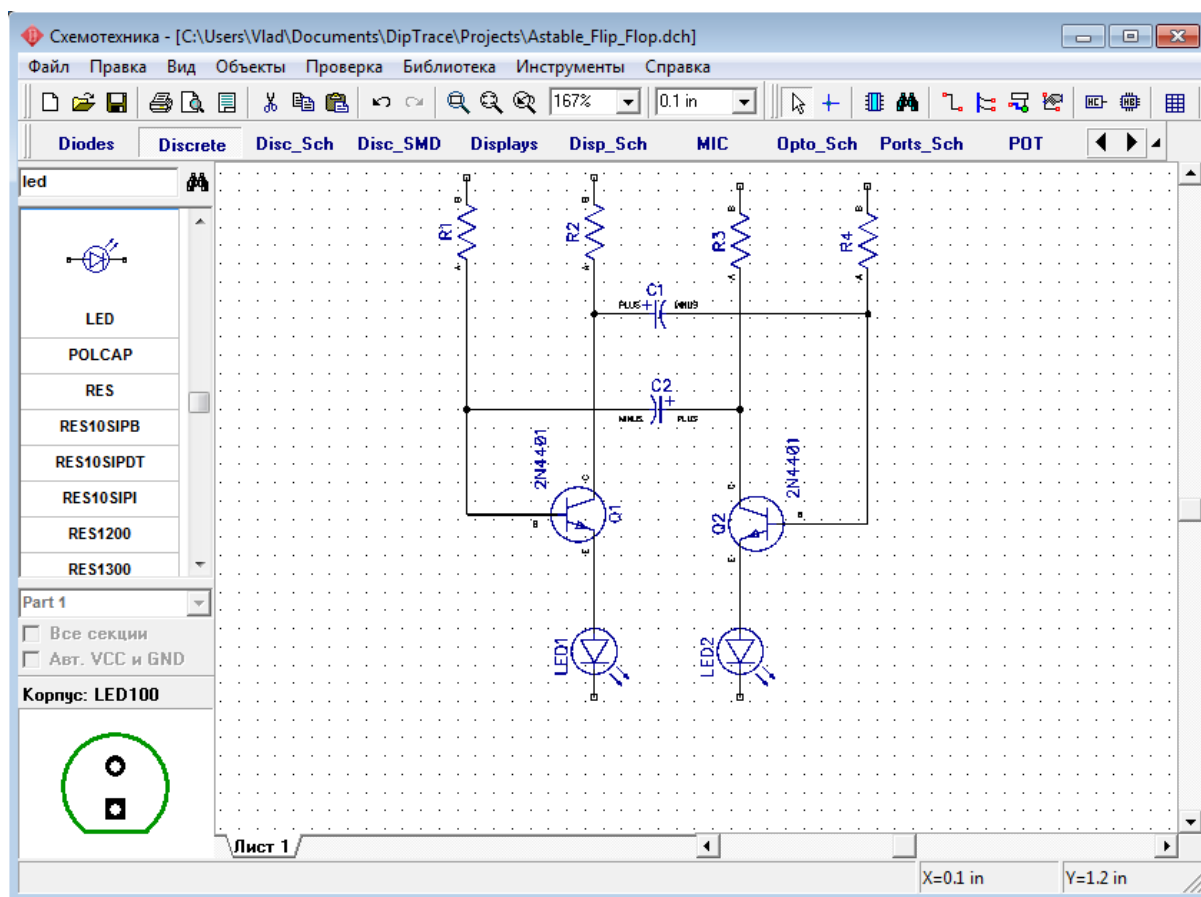 Схемотехника - [C:\Users\Vlad\Documents\DipTrace\Projects\Astable_Flip_Flop.dch]
Файл Правка Вид Объекты Проверка Библиотека Инструменты Справка
167% 0.1 in
Diodes Discrete Disc_Sch Disc_SMD Displays Disp_Sch MIC Opto_Sch Ports_Sch POT
led
LED
POLCAP
RES
RES10SIPB
RES10SIPDT
RES10SIPI
RES1200
RES1300
Part 1
Все секции
Авт. VCC и GND
Корпус: LED100
B B B B
R1 R2 R3 R4
A A A A
C1
PLUS + MINUS
C2
MINUS + PLUS
2N4401 2N4401
C C
B Q1 Q2 B
E E
LED1 LED2
Лист 1
X=0.1 in Y=1.2 in